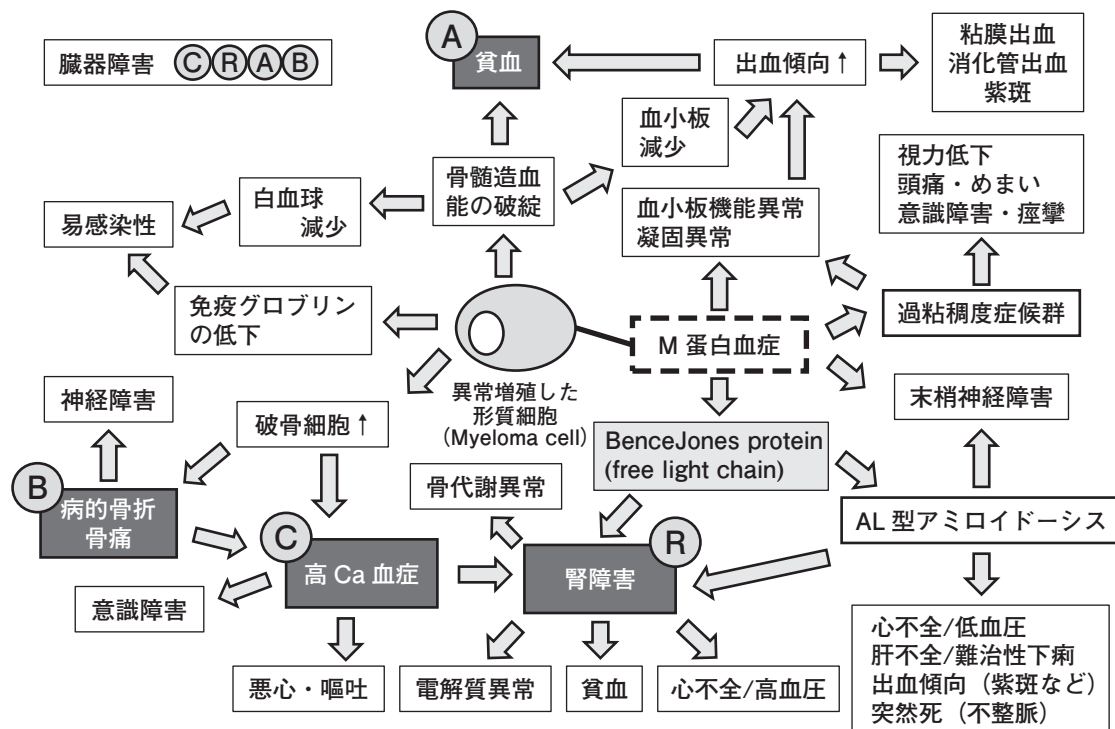 臓器障害 C R A B
A
貧血
出血傾向↑
粘膜出血
消化管出血
紫斑
血小板
減少
視力低下
頭痛・めまい
意識障害・痙攣
骨髄造血
能の破綻
白血球
減少
易感染性
血小板機能異常
凝固異常
免疫グロブリン
の低下
M 蛋白血症
過粘稠度症候群
異常増殖した
形質細胞
(Myeloma cell)
神経障害
破骨細胞↑
末梢神経障害
BenceJones protein
(free light chain)
骨代謝異常
B
病的骨折
骨痛
C
高 Ca 血症
R
腎障害
AL 型アミロイドーシス
意識障害
悪心・嘔吐
電解質異常
貧血
心不全/高血圧
心不全/低血圧
肝不全/難治性下痢
出血傾向（紫斑など）
突然死（不整脈）